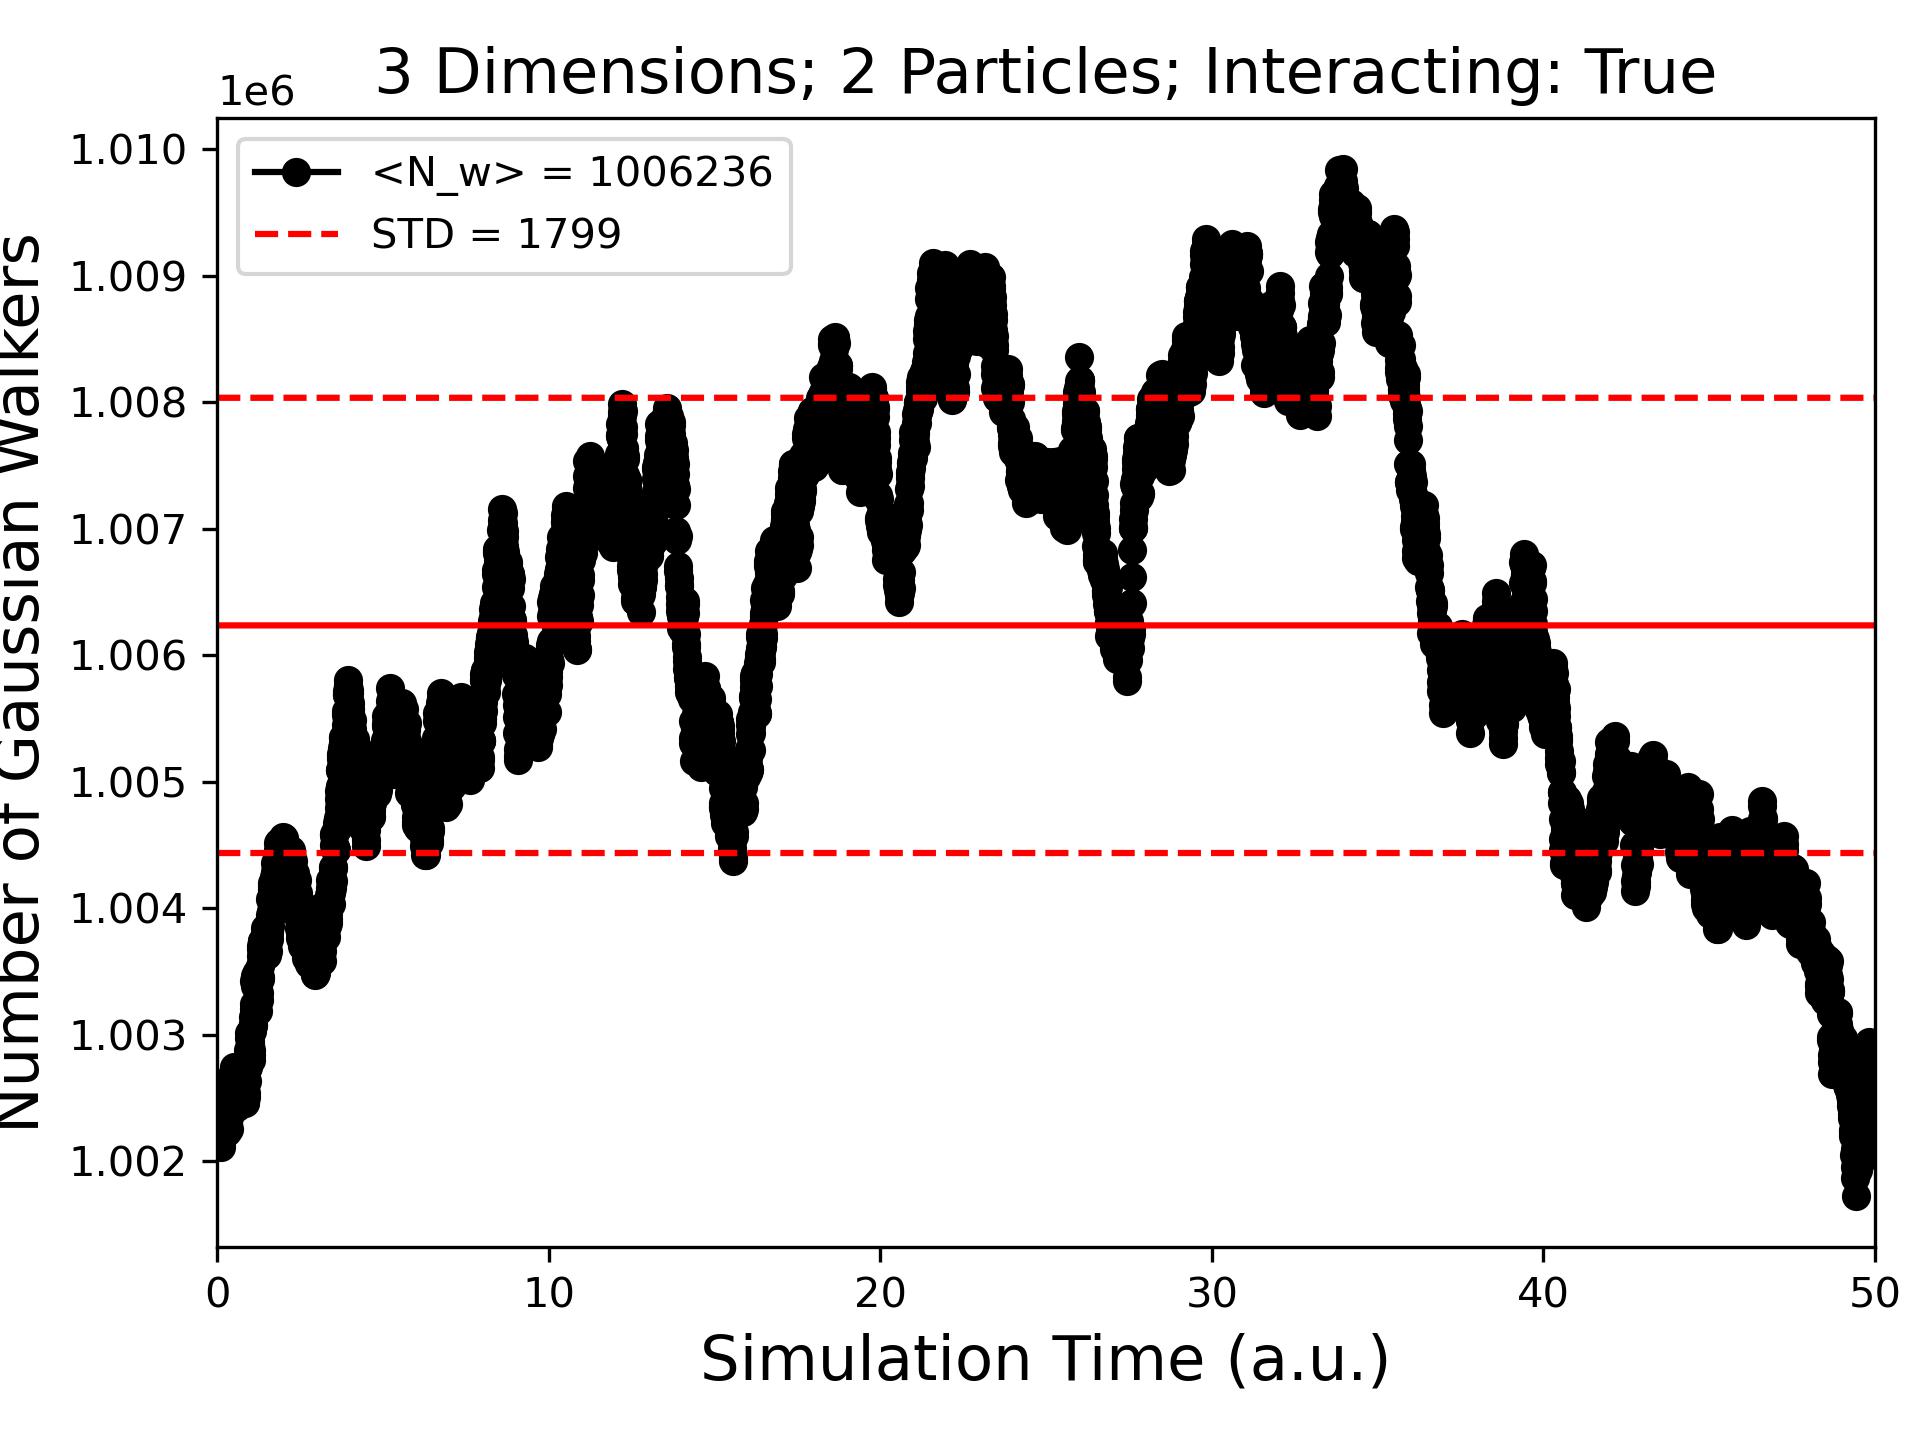 3 Dimensions; 2 Particles; Interacting: True
1e6
1.010
1.009
1.008
1.007
1.006
1.005
1.004
1.003
1.002
<N_w> = 1006236
STD = 1799
Number of Gaussian Walkers
0 10 20 30 40 50
Simulation Time (a.u.)